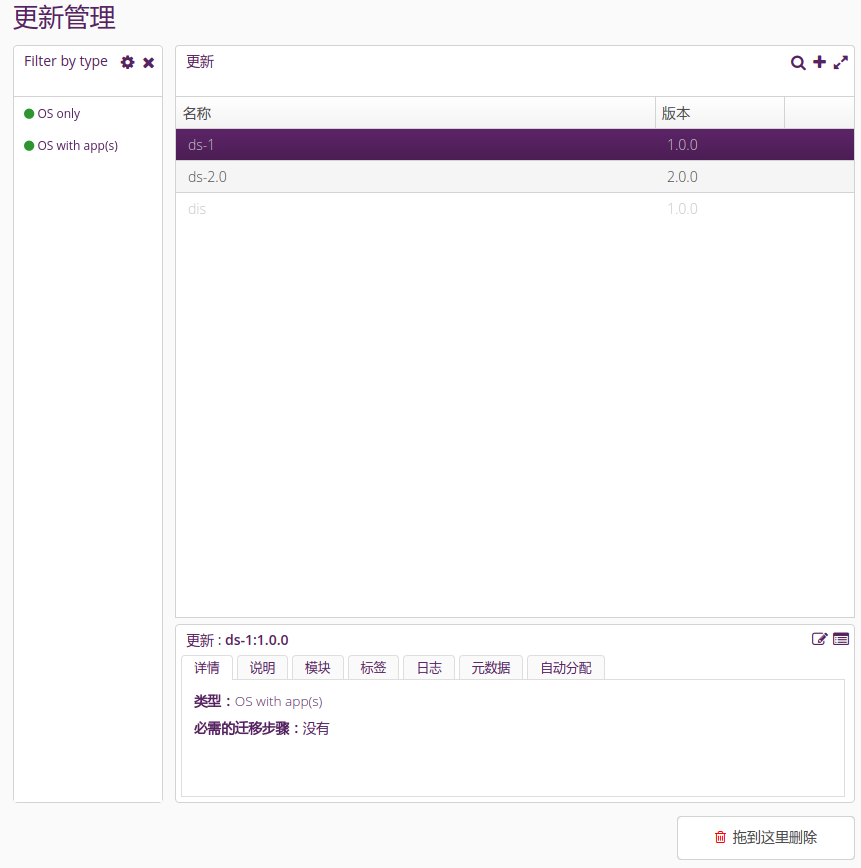 更新管理
Filter by type
OS only
OS with app(s)
更新
名称 版本
ds-1 1.0.0
ds-2.0 2.0.0
dis 1.0.0
更新 : ds-1:1.0.0
详情 说明 模块 标签 日志 元数据 自动分配
类型：OS with app(s)
必需的迁移步骤：没有
拖到这里删除